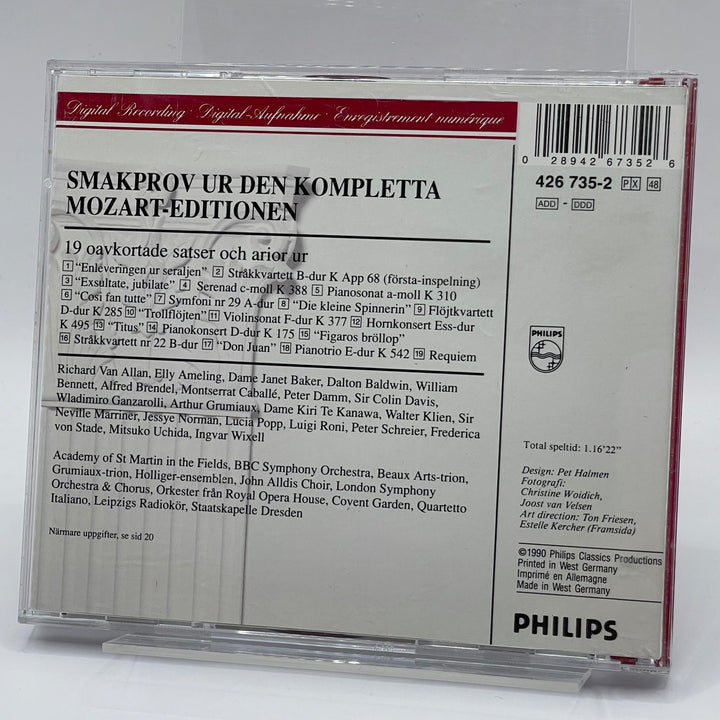 Digital Recording · Digital-Aufnahme · Enregistrement numérique
0 28942 67352 6
426 735-2 PX 48
ADD - DDD
SMAKPROV UR DEN KOMPLETTA
MOZART-EDITIONEN
19 oavkortade satser och arior ur
1 "Enleveringen ur seraljen" 2 Stråkkvartett B-dur K App 68 (första-inspelning)
3 "Exsultate, jubilate" 4 Serenad c-moll K 388 5 Pianosonat a-moll K 310
6 "Cosi fan tutte" 7 Symfoni nr 29 A-dur 8 "Die kleine Spinnerin" 9 Flöjtkvartett
D-dur K 285 10 "Trollflöjten" 11 Violinsonat F-dur K 377 12 Hornkonsert Ess-dur
K 495 13 "Titus" 14 Pianokonsert D-dur K 175 15 "Figaros bröllop"
16 Stråkkvartett nr 22 B-dur 17 "Don Juan" 18 Pianotrio E-dur K 542 19 Requiem
Richard Van Allan, Elly Ameling, Dame Janet Baker, Dalton Baldwin, William
Bennett, Alfred Brendel, Montserrat Caballé, Peter Damm, Sir Colin Davis,
Wladimiro Ganzarolli, Arthur Grumiaux, Dame Kiri Te Kanawa, Walter Klien, Sir
Neville Marriner, Jessye Norman, Lucia Popp, Luigi Roni, Peter Schreier, Frederica
von Stade, Mitsuko Uchida, Ingvar Wixell
Academy of St Martin in the Fields, BBC Symphony Orchestra, Beaux Arts-trion,
Grumiaux-trion, Holliger-ensemblen, John Alldis Choir, London Symphony
Orchestra & Chorus, Orkester från Royal Opera House, Covent Garden, Quartetto
Italiano, Leipzigs Radiokör, Staatskapelle Dresden
Närmare uppgifter, se sid 20
PHILIPS
Total speltid: 1.16'22"
Design: Pet Halmen
Fotografi:
Christine Woidich,
Joost van Velsen
Art direction: Ton Friesen,
Estelle Kercher (Framsida)
©1990 Philips Classics Productions
Printed in West Germany
Imprimé en Allemagne
Made in West Germany
PHILIPS